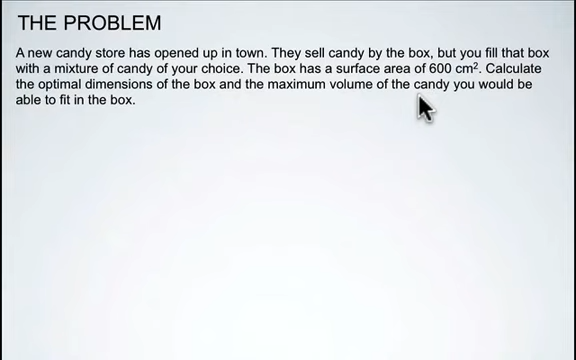 THE PROBLEM
A new candy store has opened up in town. They sell candy by the box, but you fill that box
with a mixture of candy of your choice. The box has a surface area of 600 cm². Calculate
the optimal dimensions of the box and the maximum volume of the candy you would be
able to fit in the box.